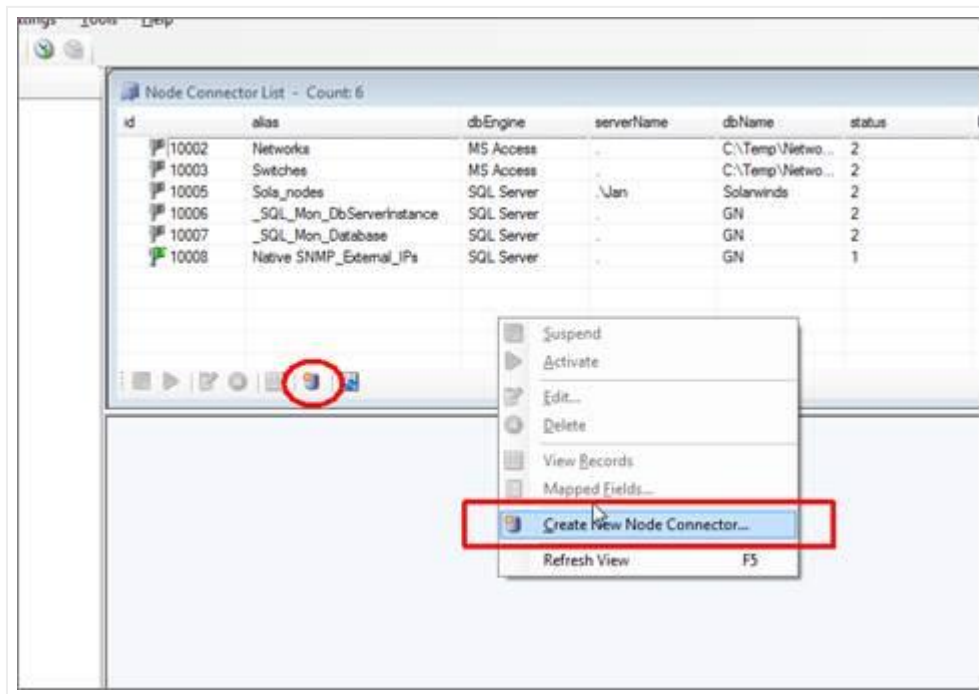 Tools Help
Node Connector List - Count: 6
id alias dbEngine serverName dbName status
10002 Networks MS Access . C:\Temp\Netwo... 2
10003 Switches MS Access . C:\Temp\Netwo... 2
10005 Sola_nodes SQL Server .\Jan Solarwinds 2
10006 _SQL_Mon_DbServerInstance SQL Server . GN 2
10007 _SQL_Mon_Database SQL Server . GN 2
10008 Native SNMP_External_IPs SQL Server . GN 1
Suspend
Activate
Edit...
Delete
View Records
Mapped Fields...
Create New Node Connector...
Refresh View F5